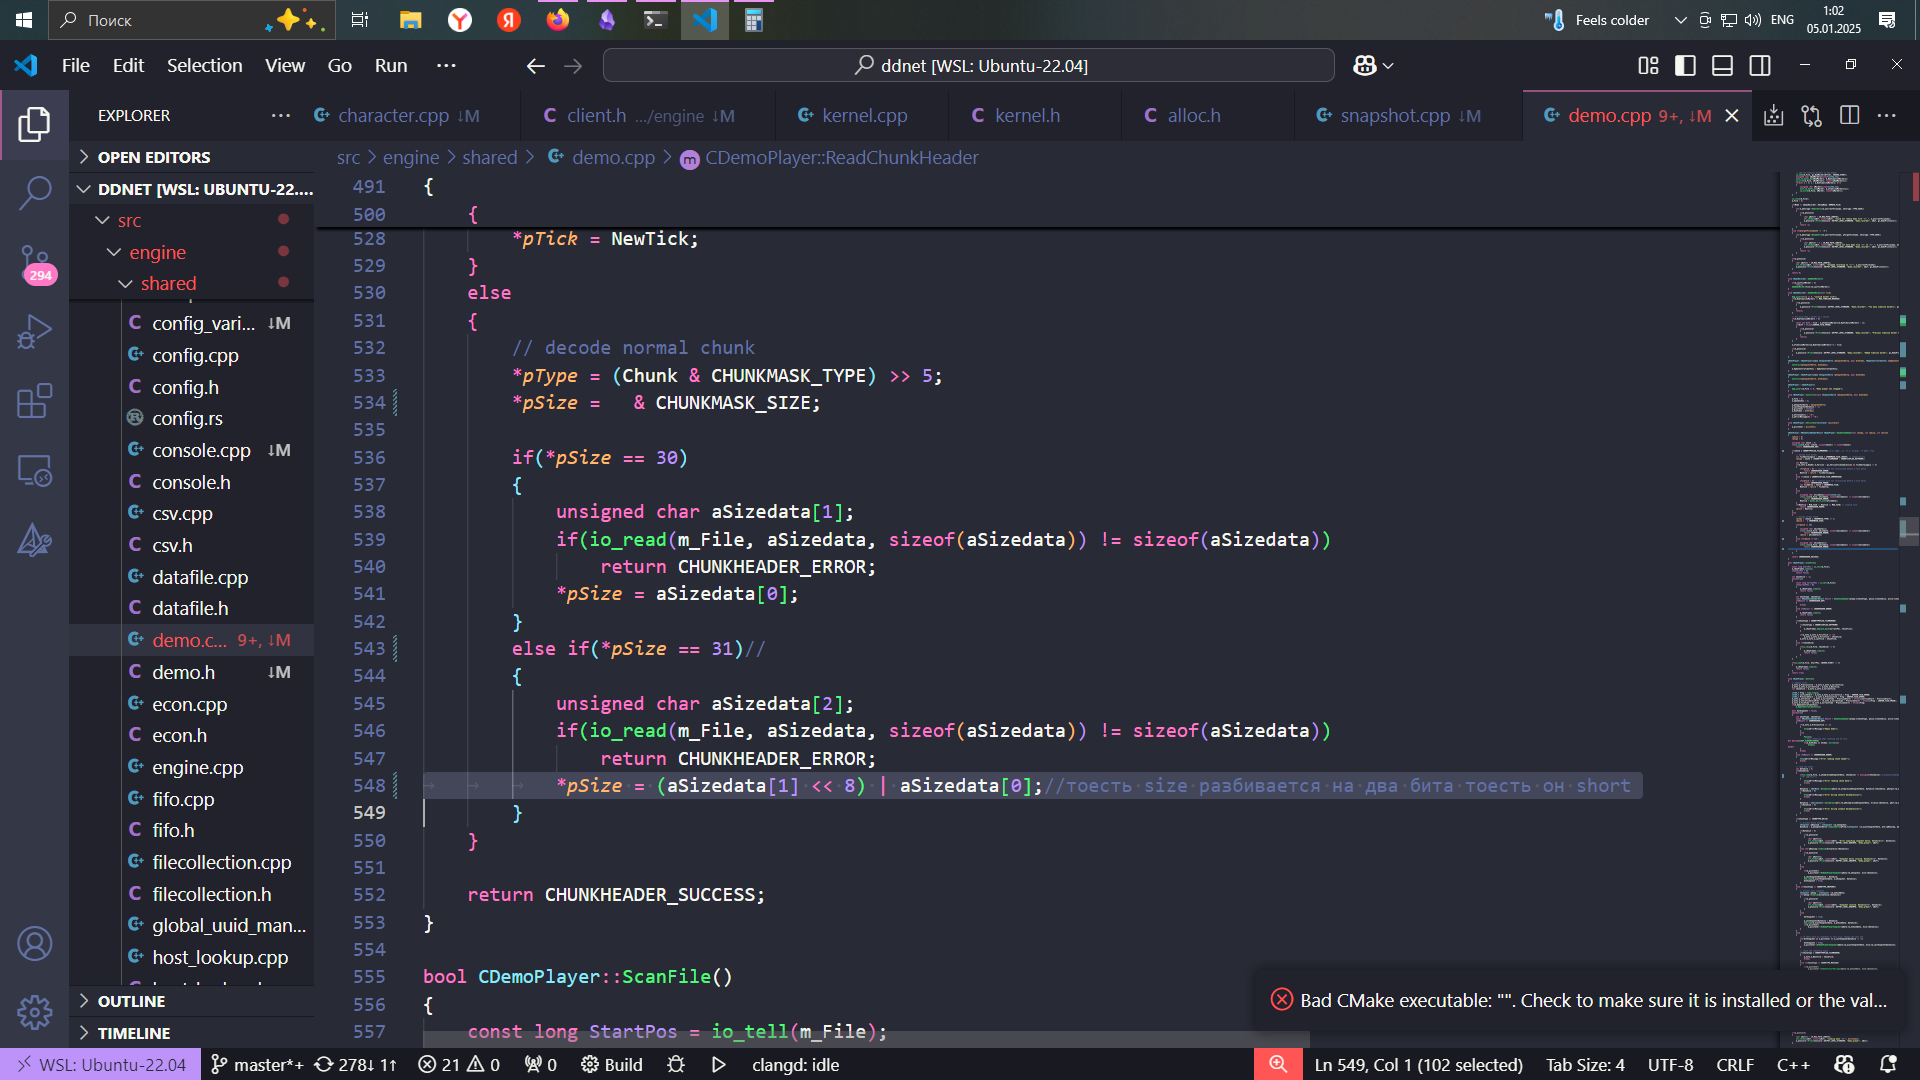 Поиск
Feels colder
ENG
1:02
05.01.2025
File Edit Selection View Go Run ···
ddnet [WSL: Ubuntu-22.04]
EXPLORER ···
character.cpp ↓M
client.h .../engine ↓M
kernel.cpp
kernel.h
alloc.h
snapshot.cpp ↓M
demo.cpp 9+, ↓M
OPEN EDITORS
src > engine > shared > demo.cpp > CDemoPlayer::ReadChunkHeader
DDNET [WSL: UBUNTU-22....
src
engine
shared
config_vari... ↓M
config.cpp
config.h
config.rs
console.cpp ↓M
console.h
csv.cpp
csv.h
datafile.cpp
datafile.h
demo.c... 9+, ↓M
demo.h ↓M
econ.cpp
econ.h
engine.cpp
fifo.cpp
fifo.h
filecollection.cpp
filecollection.h
global_uuid_man...
host_lookup.cpp
OUTLINE
TIMELINE
294
491 {
500 {
528 *pTick = NewTick;
529 }
530 else
531 {
532 // decode normal chunk
533 *pType = (Chunk & CHUNKMASK_TYPE) >> 5;
534 *pSize =   & CHUNKMASK_SIZE;
535
536 if(*pSize == 30)
537 {
538 unsigned char aSizedata[1];
539 if(io_read(m_File, aSizedata, sizeof(aSizedata)) != sizeof(aSizedata))
540 return CHUNKHEADER_ERROR;
541 *pSize = aSizedata[0];
542 }
543 else if(*pSize == 31)//
544 {
545 unsigned char aSizedata[2];
546 if(io_read(m_File, aSizedata, sizeof(aSizedata)) != sizeof(aSizedata))
547 return CHUNKHEADER_ERROR;
548 *pSize = (aSizedata[1] << 8) | aSizedata[0];//тоесть size разбивается на два бита тоесть он short
549 }
550 }
551
552 return CHUNKHEADER_SUCCESS;
553 }
554
555 bool CDemoPlayer::ScanFile()
556 {
557 const long StartPos = io_tell(m_File);
Bad CMake executable: "". Check to make sure it is installed or the val...
WSL: Ubuntu-22.04
master*+
278↓ 1↑
21 0
0
Build
clangd: idle
Ln 549, Col 1 (102 selected)
Tab Size: 4
UTF-8
CRLF
C++